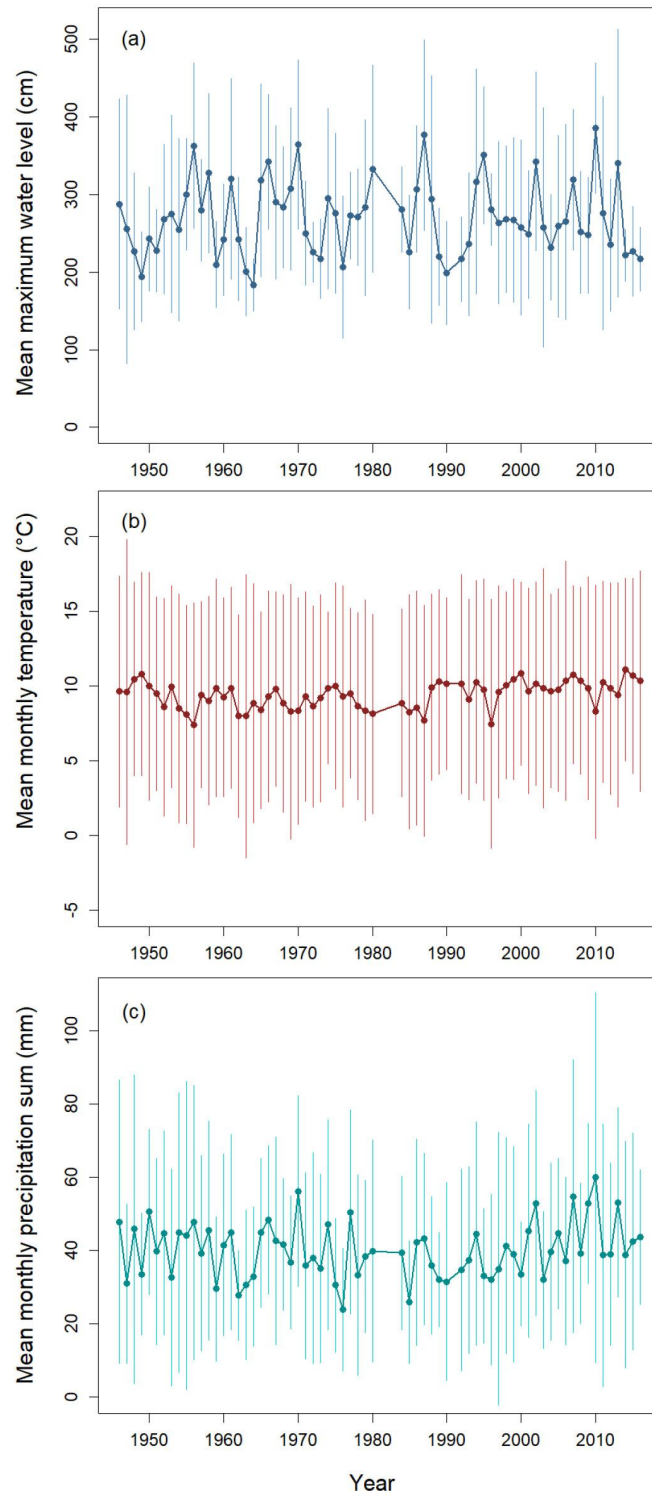 (a)
Mean maximum water level (cm)
500
400
300
200
100
0
1950 1960 1970 1980 1990 2000 2010
(b)
Mean monthly temperature (°C)
20
15
10
5
0
-5
1950 1960 1970 1980 1990 2000 2010
(c)
Mean monthly precipitation sum (mm)
100
80
60
40
20
0
1950 1960 1970 1980 1990 2000 2010
Year